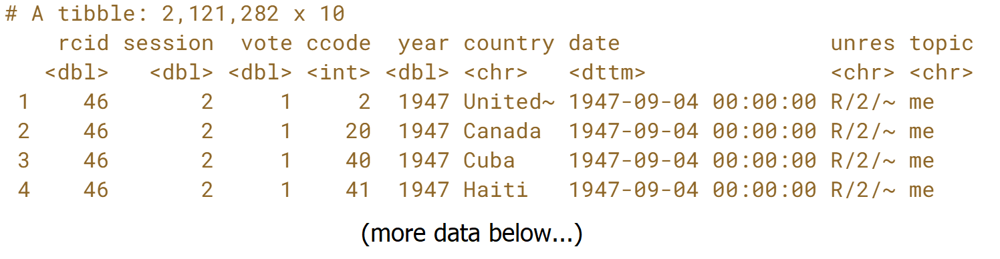 # A tibble: 2,121,282 x 10
rcid session vote ccode year country date unres topic
<dbl> <dbl> <dbl> <int> <dbl> <chr> <dttm> <chr> <chr>
1 46 2 1 2 1947 United~ 1947-09-04 00:00:00 R/2/~ me
2 46 2 1 20 1947 Canada 1947-09-04 00:00:00 R/2/~ me
3 46 2 1 40 1947 Cuba 1947-09-04 00:00:00 R/2/~ me
4 46 2 1 41 1947 Haiti 1947-09-04 00:00:00 R/2/~ me
(more data below...)